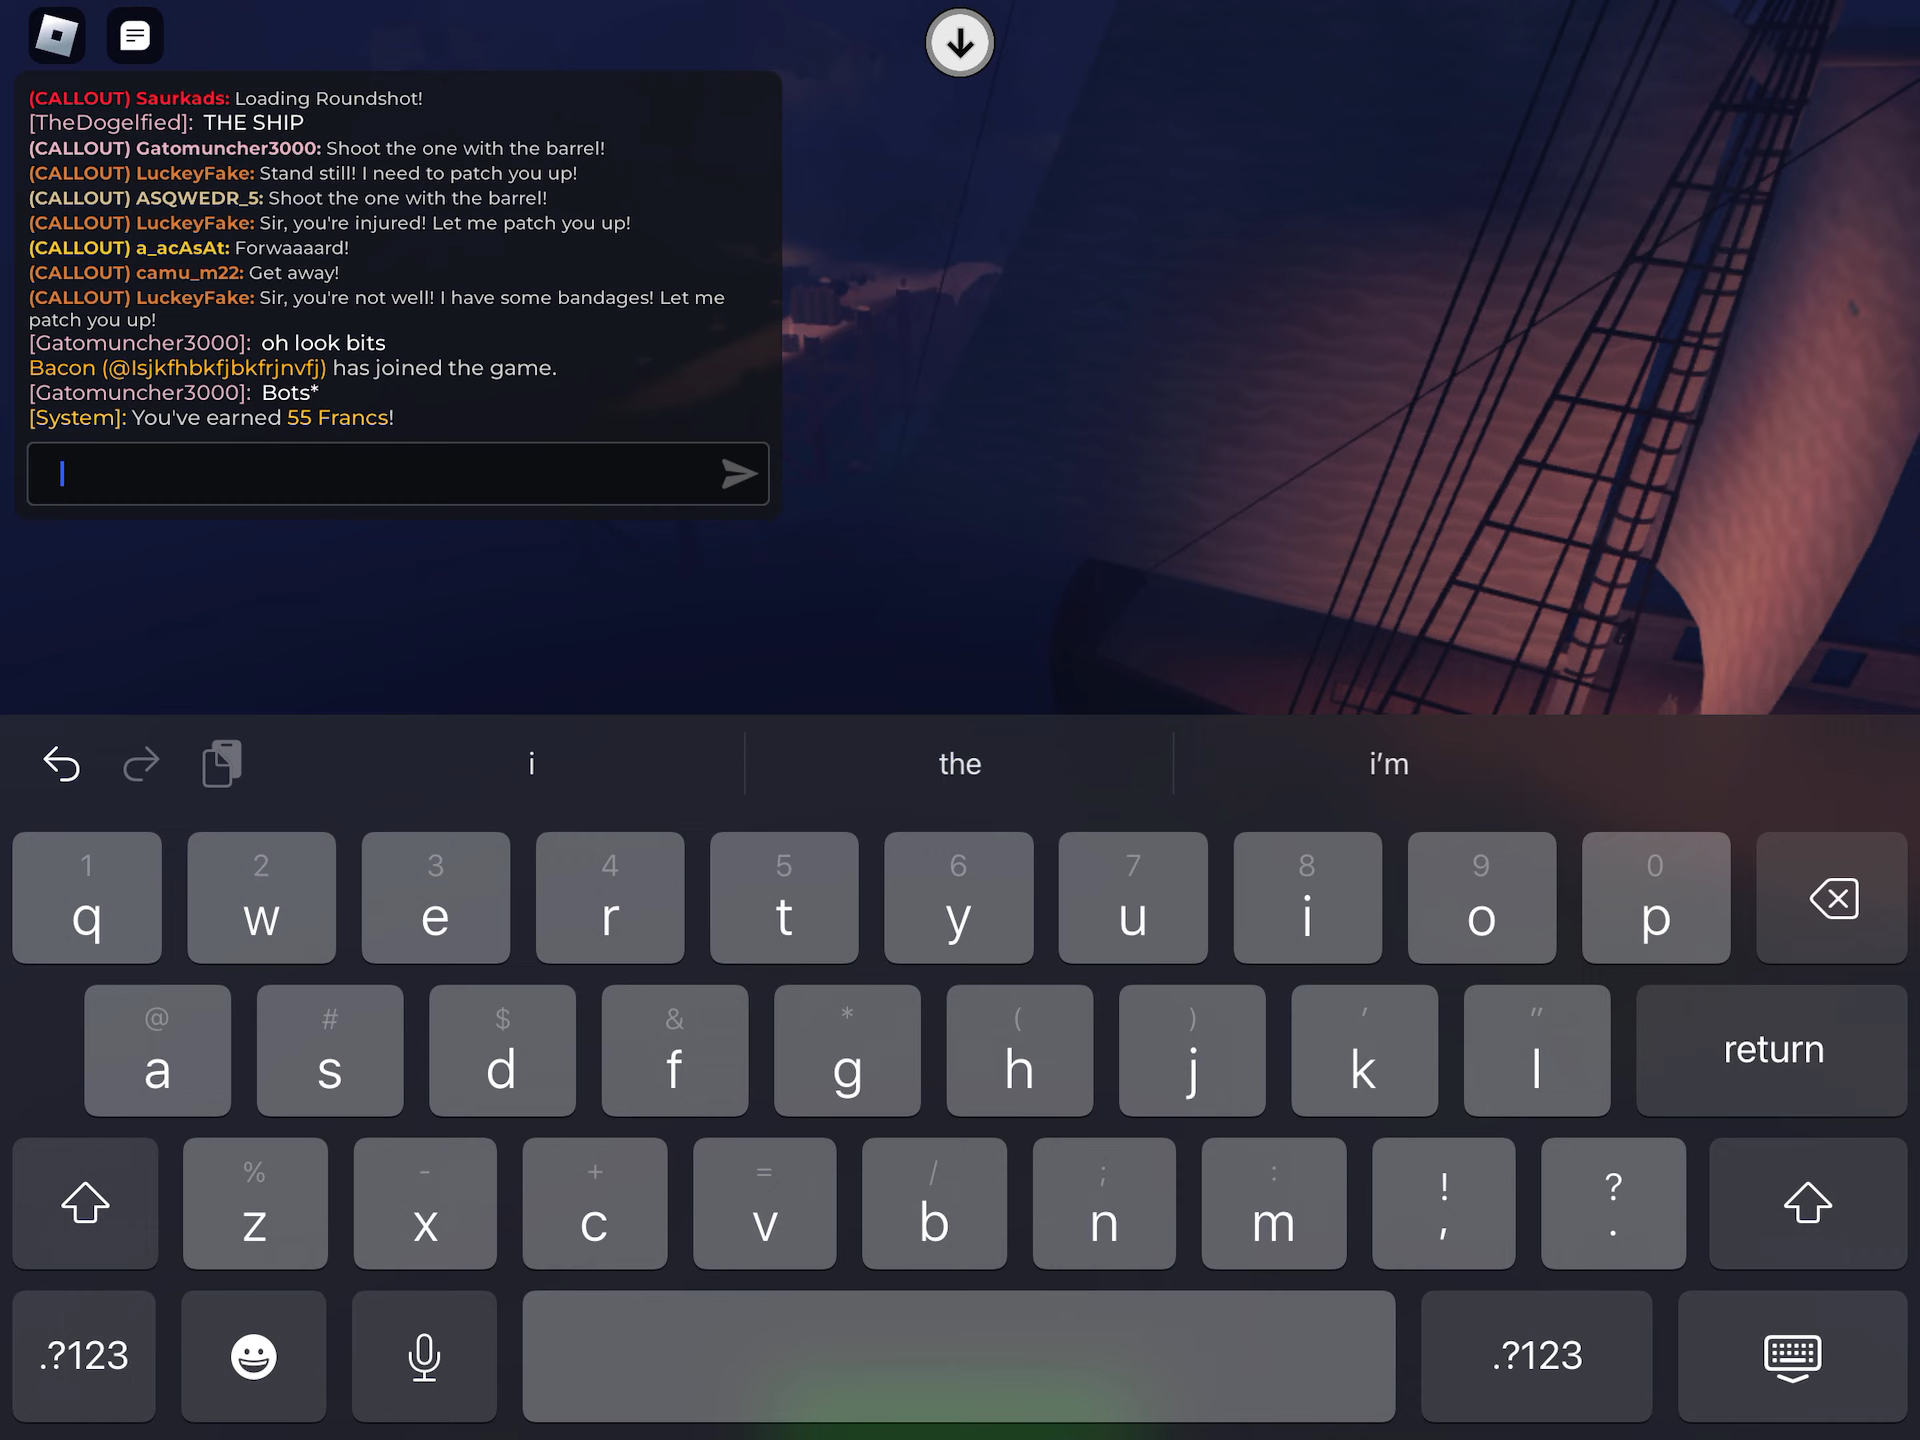 (CALLOUT) Saurkads: Loading Roundshot!
[TheDogelfied]: THE SHIP
(CALLOUT) Gatomuncher3000: Shoot the one with the barrel!
(CALLOUT) LuckeyFake: Stand still! I need to patch you up!
(CALLOUT) ASQWEDR_5: Shoot the one with the barrel!
(CALLOUT) LuckeyFake: Sir, you're injured! Let me patch you up!
(CALLOUT) a_acAsAt: Forwaaaard!
(CALLOUT) camu_m22: Get away!
(CALLOUT) LuckeyFake: Sir, you're not well! I have some bandages! Let me
patch you up!
[Gatomuncher3000]: oh look bits
Bacon (@Isjkfhbkfjbkfrjnvfj) has joined the game.
[Gatomuncher3000]: Bots*
[System]: You've earned 55 Francs!
i the i'm
1 2 3 4 5 6 7 8 9 0
q w e r t y u i o p
@ # $ & * ( ) ' "
a s d f g h j k l return
% - + = / ; : ! ?
z x c v b n m , .
.?123 .?123